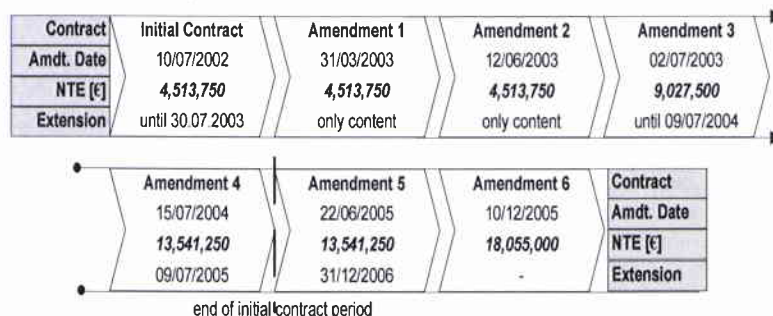 Contract Initial Contract Amendment 1 Amendment 2 Amendment 3
Amdt. Date 10/07/2002 31/03/2003 12/06/2003 02/07/2003
NTE [€] 4,513,750 4,513,750 4,513,750 9,027,500
Extension until 30.07.2003 only content only content until 09/07/2004
Amendment 4 Amendment 5 Amendment 6 Contract
15/07/2004 22/06/2005 10/12/2005 Amdt. Date
13,541,250 13,541,250 18,055,000 NTE [€]
09/07/2005 31/12/2006 - Extension
end of initial contract period